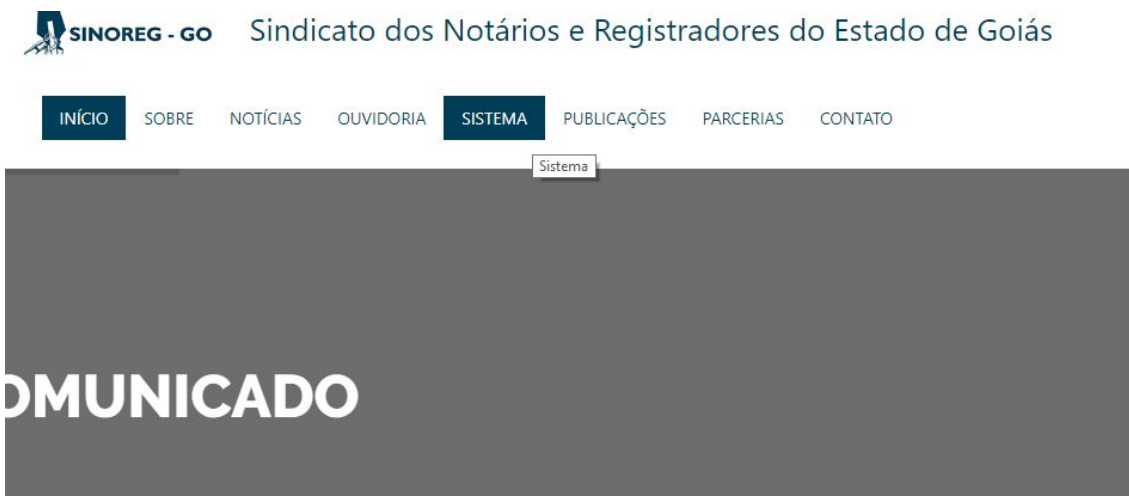 SINOREG - GO Sindicato dos Notários e Registradores do Estado de Goiás
INÍCIO SOBRE NOTÍCIAS OUVIDORIA SISTEMA PUBLICAÇÕES PARCERIAS CONTATO
Sistema
OMUNICADO